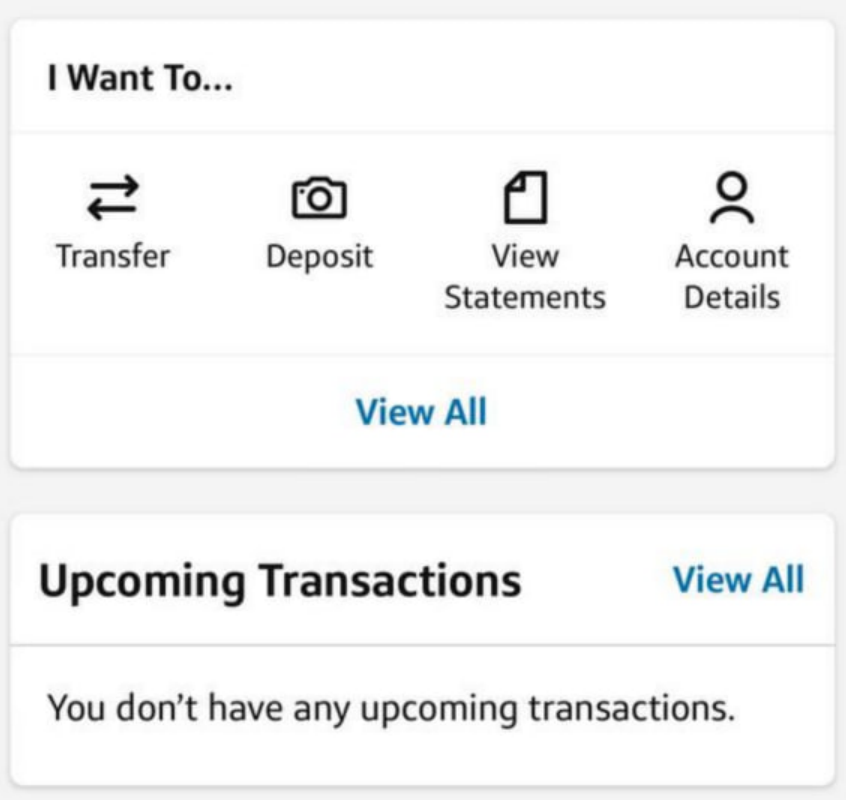 I Want To...
Transfer
Deposit
View
Statements
Account
Details
View All
Upcoming Transactions
View All
You don't have any upcoming transactions.